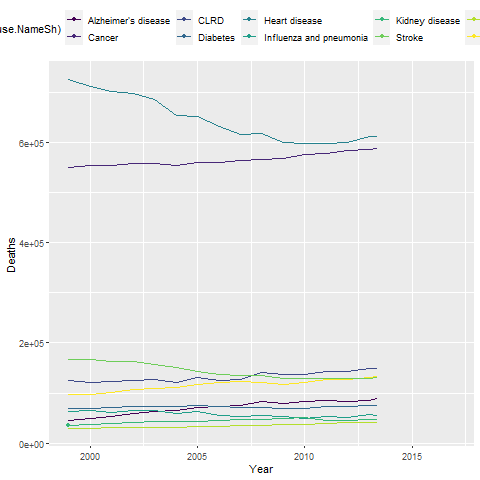 use.NameSh)
Alzheimer's disease CLRD Heart disease Kidney disease
Cancer Diabetes Influenza and pneumonia Stroke
6e+05
4e+05
2e+05
0e+00
Deaths
2000 2005 2010 2015
Year